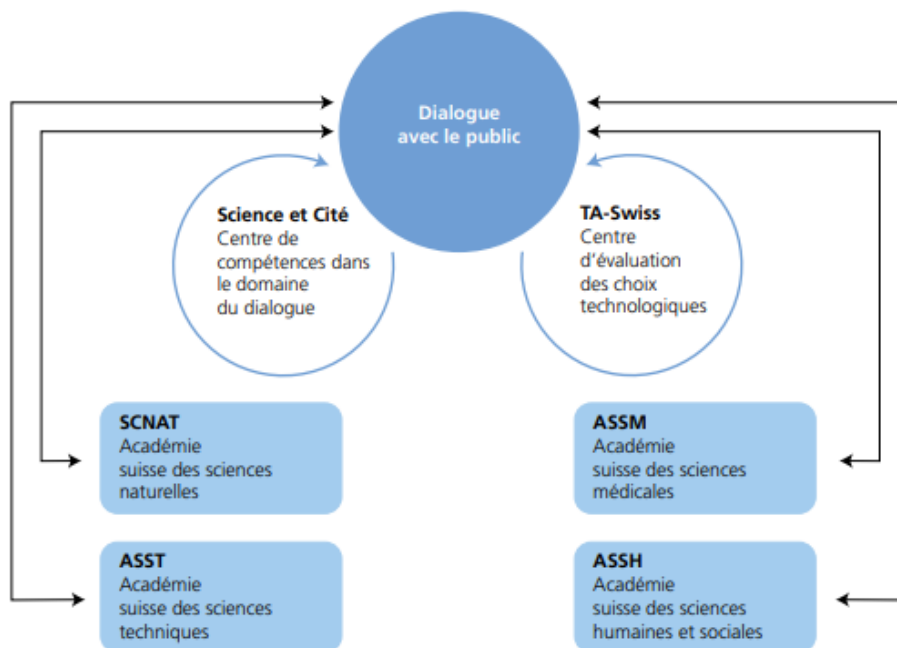 Dialogue
avec le public
Science et Cité
Centre de
compétences dans
le domaine
du dialogue
TA-Swiss
Centre
d’évaluation
des choix
technologiques
SCNAT
Académie
suisse des sciences
naturelles
ASSM
Académie
suisse des sciences
médicales
ASST
Académie
suisse des sciences
techniques
ASSH
Académie
suisse des sciences
humaines et sociales